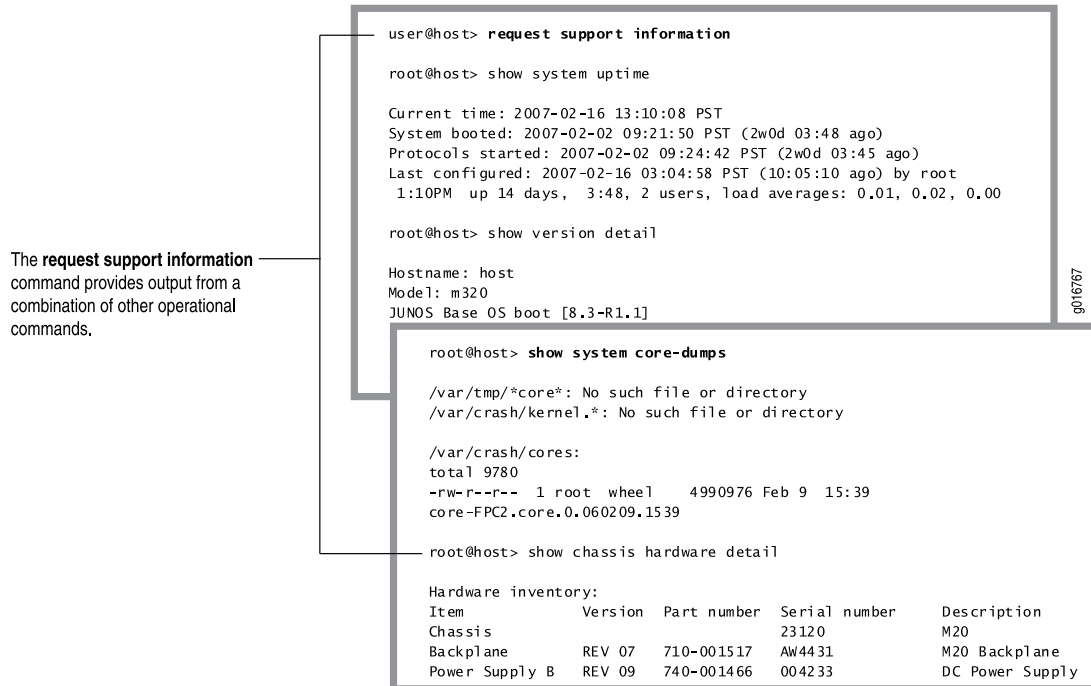 user@host> request support information
root@host> show system uptime
Current time: 2007-02-16 13:10:08 PST
System booted: 2007-02-02 09:21:50 PST (2w0d 03:48 ago)
Protocols started: 2007-02-02 09:24:42 PST (2w0d 03:45 ago)
Last configured: 2007-02-16 03:04:58 PST (10:05:10 ago) by root
1:10PM up 14 days, 3:48, 2 users, load averages: 0.01, 0.02, 0.00
root@host> show version detail
Hostname: host
Model: m320
JUNOS Base OS boot [8.3-R1.1]
The request support information
command provides output from a
combination of other operational
commands.
g016767
root@host> show system core-dumps
/var/tmp/*core*: No such file or directory
/var/crash/kernel.*: No such file or directory
/var/crash/cores:
total 9780
-rw-r--r-- 1 root wheel 4990976 Feb 9 15:39
core-FPC2.core.0.060209.1539
root@host> show chassis hardware detail
Hardware inventory:
Item Version Part number Serial number Description
Chassis 23120 M20
Backplane REV 07 710-001517 AW4431 M20 Backplane
Power Supply B REV 09 740-001466 004233 DC Power Supply